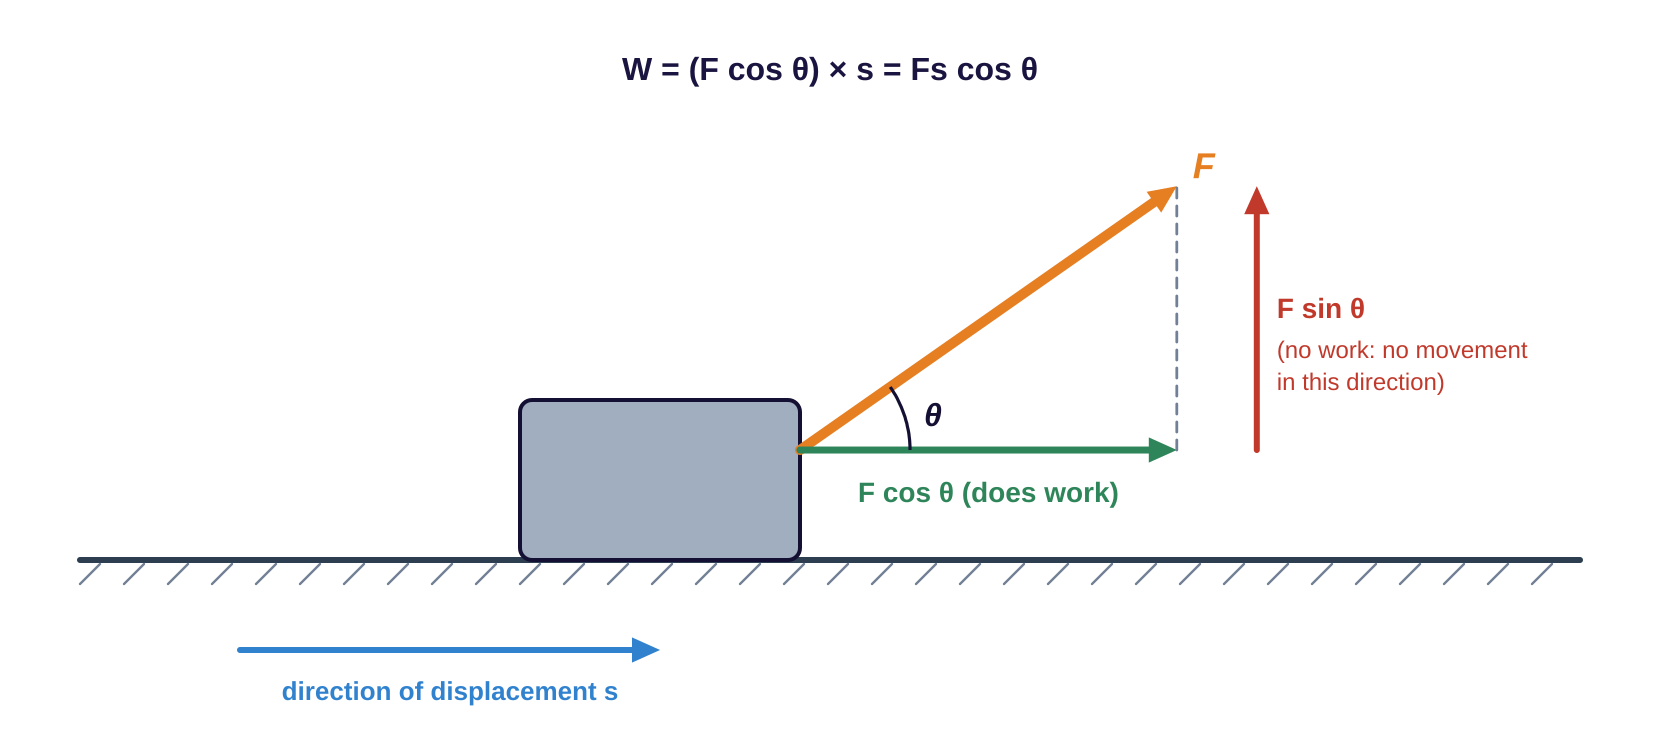 W = (F cos θ) × s = Fs cos θ
F
F sin θ
(no work: no movement
in this direction)
θ
F cos θ (does work)
direction of displacement s